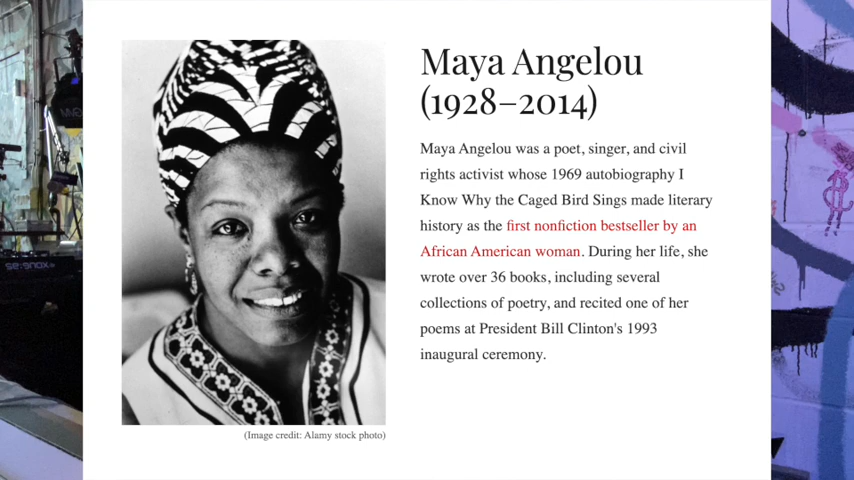 Maya Angelou
(1928–2014)
Maya Angelou was a poet, singer, and civil
rights activist whose 1969 autobiography I
Know Why the Caged Bird Sings made literary
history as the first nonfiction bestseller by an
African American woman. During her life, she
wrote over 36 books, including several
collections of poetry, and recited one of her
poems at President Bill Clinton's 1993
inaugural ceremony.
(Image credit: Alamy stock photo)